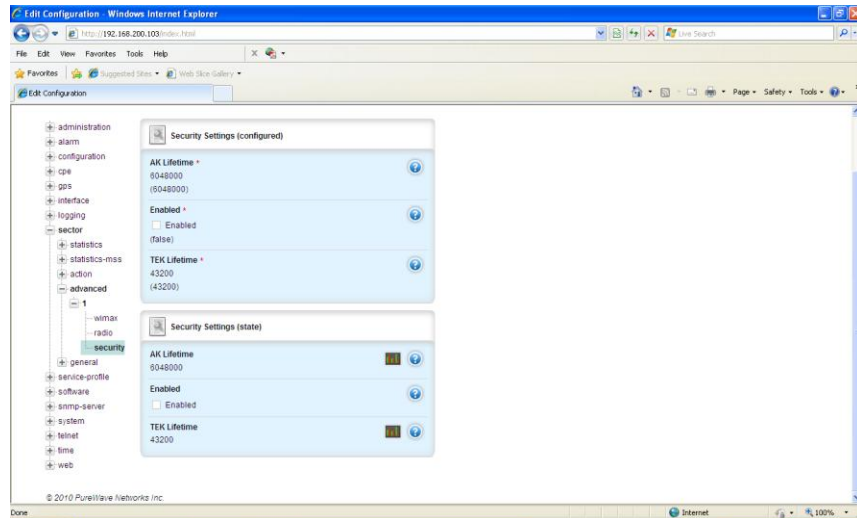 Edit Configuration - Windows Internet Explorer
http://192.168.200.103/index.html
Live Search
File Edit View Favorites Tools Help
Favorites Suggested Sites Web Slice Gallery
Edit Configuration
Page Safety Tools
administration
alarm
configuration
cpe
gps
interface
logging
sector
statistics
statistics-mss
action
advanced
1
wimax
radio
security
general
service-profile
software
snmp-server
system
telnet
time
web
Security Settings (configured)
AK Lifetime *
6048000
(6048000)
Enabled *
Enabled
(false)
TEK Lifetime *
43200
(43200)
Security Settings (state)
AK Lifetime
6048000
Enabled
Enabled
TEK Lifetime
43200
© 2010 PureWave Networks Inc.
Done
Internet
100%